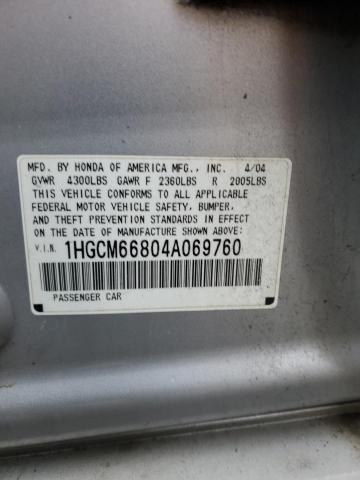 MFD. BY HONDA OF AMERICA MFG., INC. 4/04
GVWR 4300LBS GAWR F 2360LBS R 2005LBS
THIS VEHICLE CONFORMS TO ALL APPLICABLE
FEDERAL MOTOR VEHICLE SAFETY, BUMPER,
AND THEFT PREVENTION STANDARDS IN EFFECT
ON THE DATE OF MANUFACTURE SHOWN ABOVE:
V.I.N. 1HGCM66804A069760
PASSENGER CAR